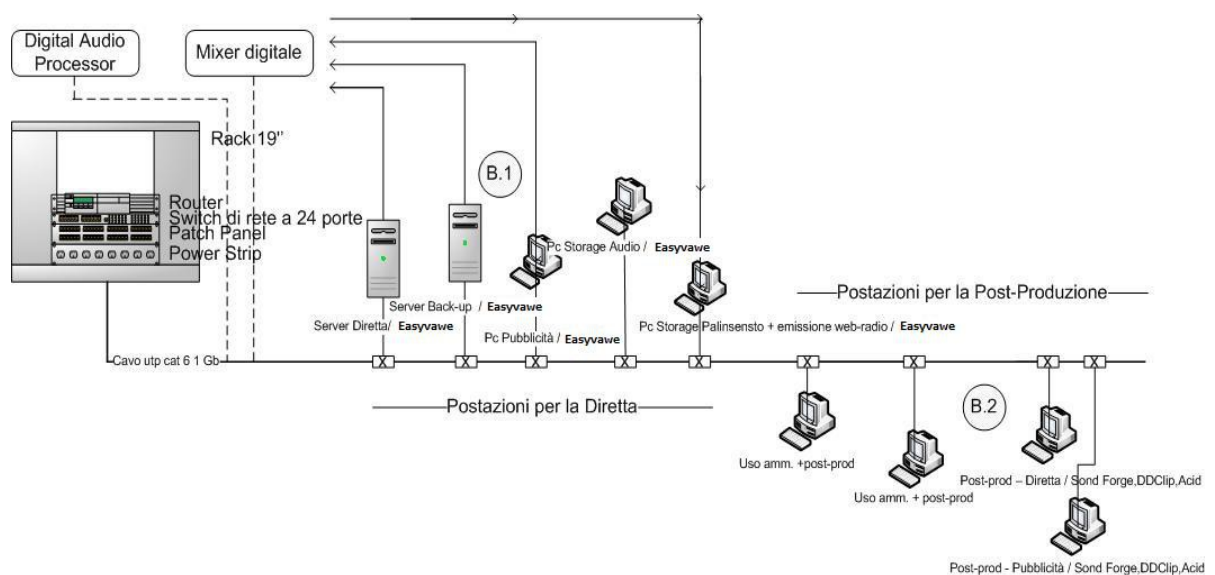 Digital Audio
Processor
Mixer digitale
Rack 19"
Router
Switch di rete a 24 porte
Patch Panel
Power Strip
B.1
Pc Storage Audio / Easyvawe
Server Back-up / Easyvawe
Server Diretta/ Easyvawe
Pc Pubblicità / Easyvawe
Pc Storage Palinsensto + emissione web-radio / Easyvawe
Postazioni per la Post-Produzione
Cavo utp cat 6 1 Gb
X X X X X X X X X
Postazioni per la Diretta
B.2
Uso amm. +post-prod
Uso amm. + post-prod
Post-prod – Diretta / Sond Forge,DDClip,Acid
Post-prod - Pubblicità / Sond Forge,DDClip,Acid